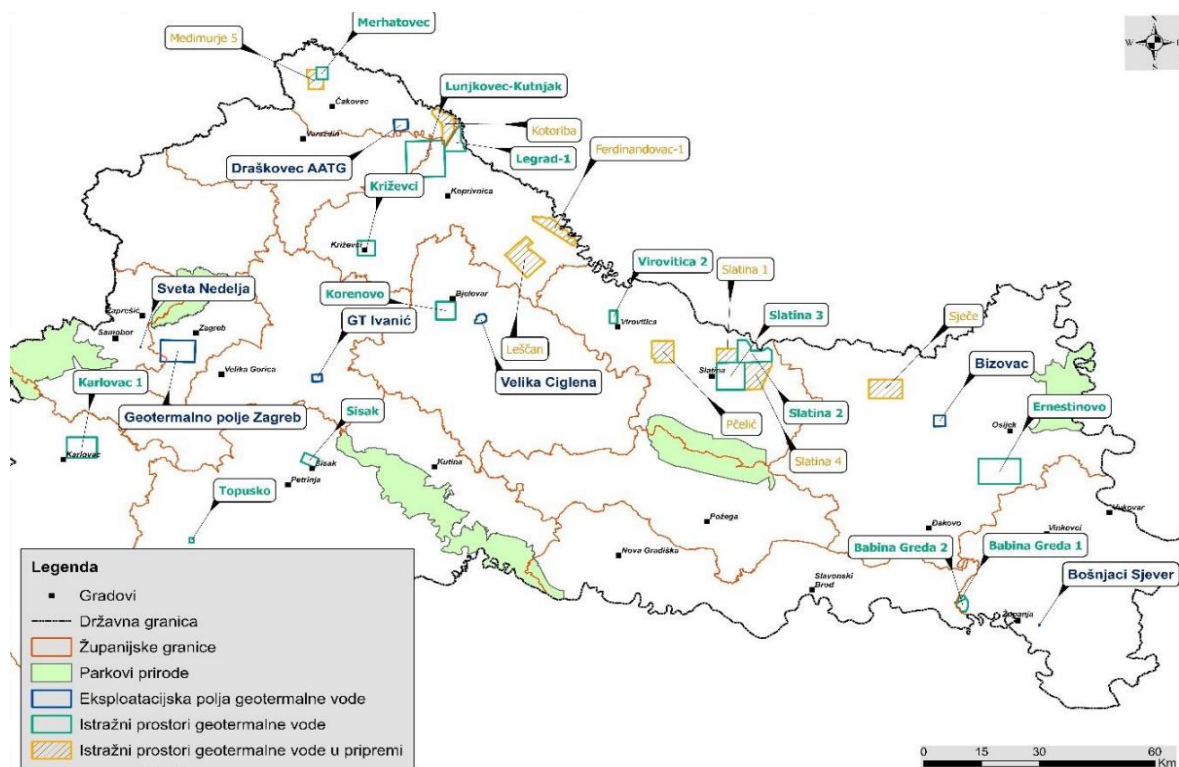 Merhatovec
Međimurje 5
N
W
S
Čakovec
Lunjkovec-Kutnjak
Varaždin
Kotoriba
Ferdinandovac-1
Draškovec AATG
Legrad-1
Križevci
Koprivnica
Križevci
Virovitica 2
Slatina 1
Sveta Nedelja
Korenovo
Bjelovar
Zaprešić
GT Ivanić
Slatina 3
Sječe
Samobor
Zagreb
Leščan
Virovitica
Velika Gorica
Velika Ciglena
Slatina
Bizovac
Karlovac 1
Geotermalno polje Zagreb
Sisak
Pčelić
Slatina 2
Ernestinovo
Osijek
Karlovac
Slatina 4
Sisak
Kutina
Petrinja
Topusko
Požega
Đakovo
Vinkovci
Vukovar
Nova Gradiška
Babina Greda 2
Babina Greda 1
Bošnjaci Sjever
Slavonski
Brod
Županja
Legenda
Gradovi
Državna granica
Županijske granice
Parkovi prirode
Eksploatacijska polja geotermalne vode
Istražni prostori geotermalne vode
Istražni prostori geotermalne vode u pripremi
0 15 30 60
Km